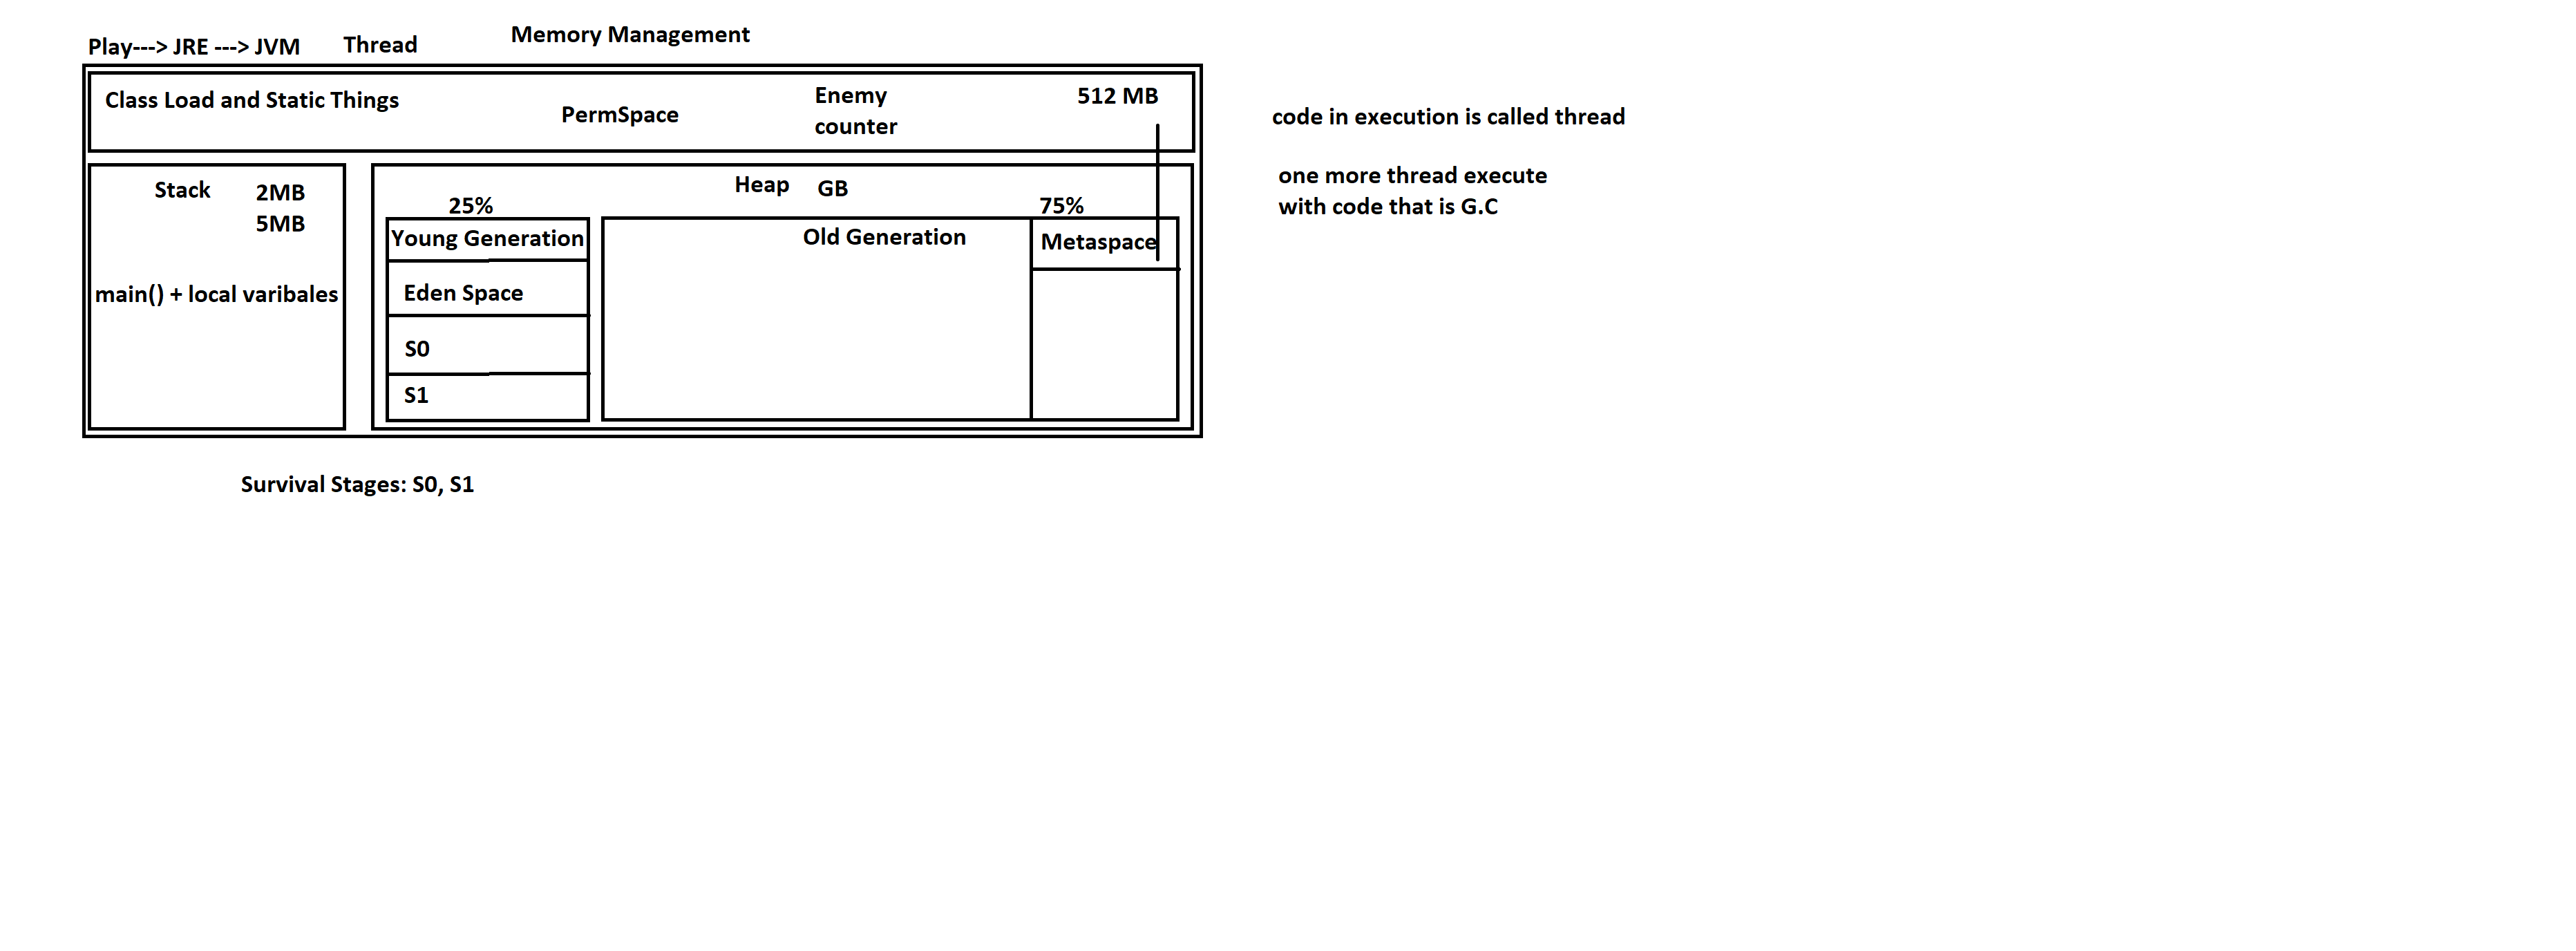 Play---> JRE ---> JVM
Thread
Memory Management
Class Load and Static Things
PermSpace
Enemy
counter
512 MB
code in execution is called thread
one more thread execute
with code that is G.C
Stack
2MB
5MB
main() + local varibales
Heap
GB
25%
75%
Young Generation
Eden Space
S0
S1
Old Generation
Metaspace
Survival Stages: S0, S1